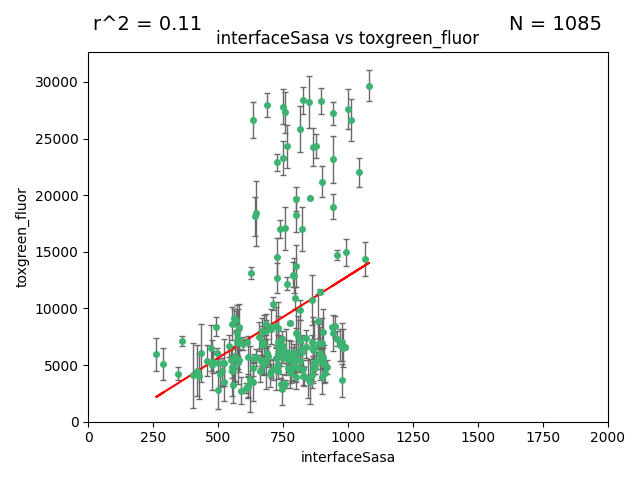 r^2 = 0.11
N = 1085
interfaceSasa vs toxgreen_fluor
30000
25000
20000
15000
10000
5000
0
toxgreen_fluor
0 250 500 750 1000 1250 1500 1750 2000
interfaceSasa